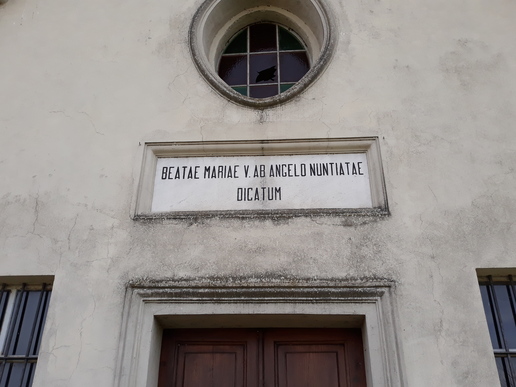 BEATAE MARIAE V. AB ANGELO NUNTIATAE
DICATUM